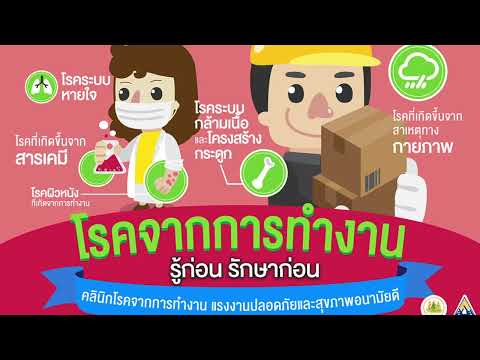 โรคระบบ
หายใจ
โรคที่เกิดขึ้นจาก
สารเคมี
โรคผิวหนัง
ที่เกิดจากการทำงาน
โรคระบบ
กล้ามเนื้อ
และโครงสร้าง
กระดูก
โรคที่เกิดขึ้นจาก
สาเหตุทาง
กายภาพ
โรคจากการทำงาน
รู้ก่อน รักษาก่อน
คลินิกโรคจากการทำงาน แรงงานปลอดภัยและสุขภาพอนามัยดี